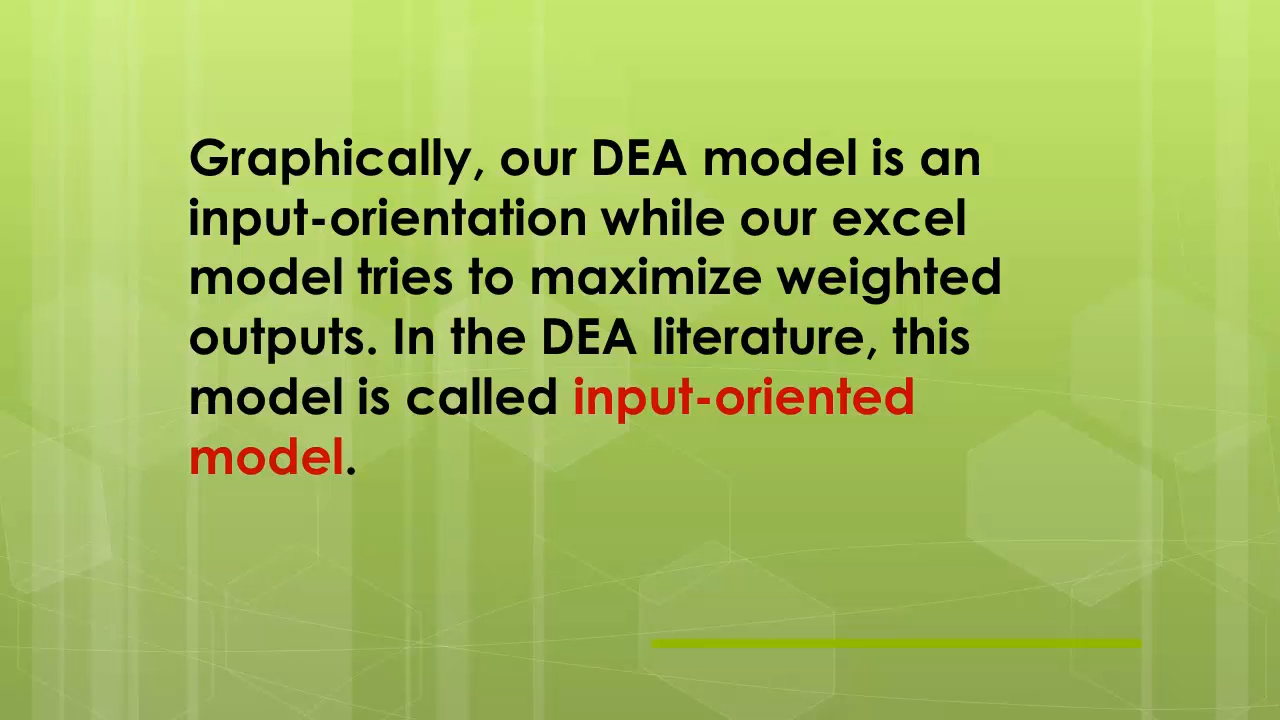 Graphically, our DEA model is an
input-orientation while our excel
model tries to maximize weighted
outputs. In the DEA literature, this
model is called input-oriented
model.